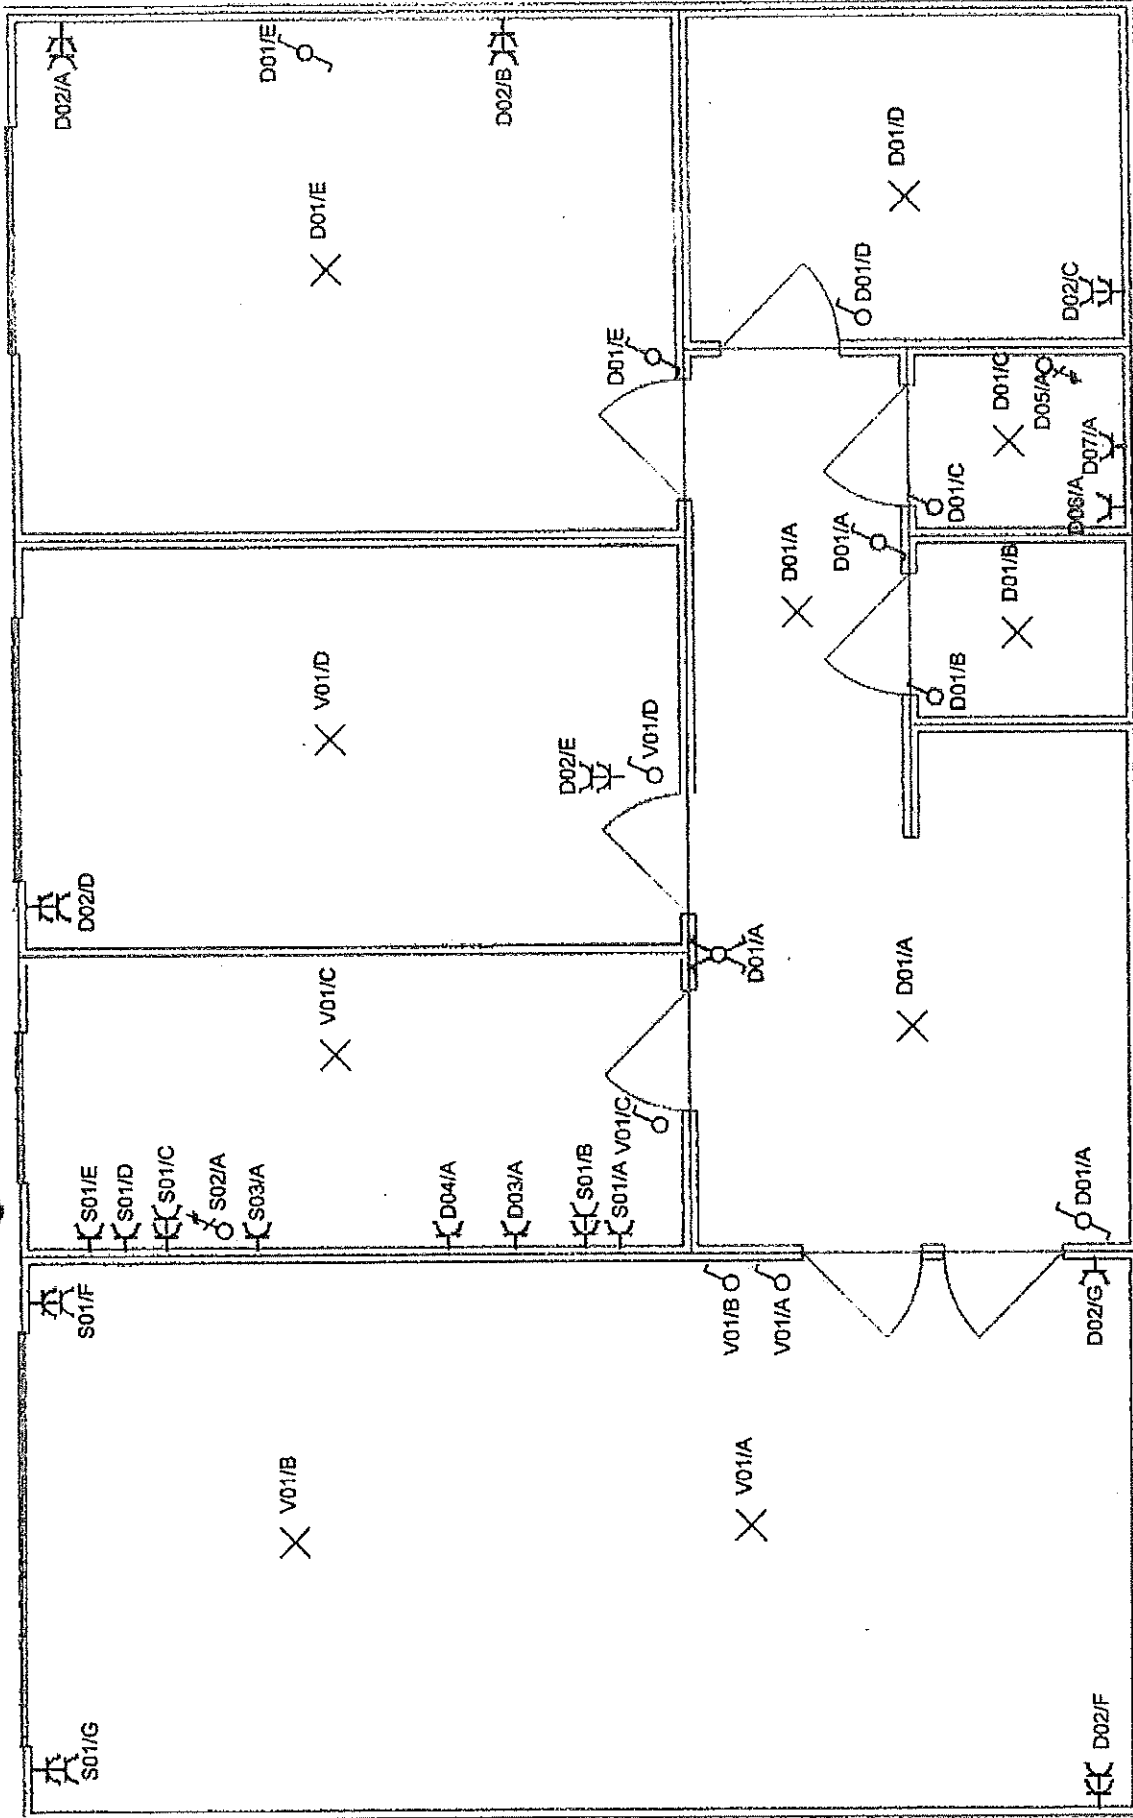 S01/G
S01/F
S01/E
D02/D
D02/A
S01/D
S01/C
S02/A
S03/A
D01/E
V01/B
V01/C
V01/D
D01/E
D04/A
D03/A
D02/B
D02/E
S01/B
S01/A V01/C
D01/E
V01/D
V01/B
V01/A
D01/A
V01/A
D01/A
D01/A
D01/D
D01/D
D01/A
D01/B
D01/C
D01/B
D01/C
D05/A
D02/C
D01/A
D06/A
D07/A
D02/G
D02/F